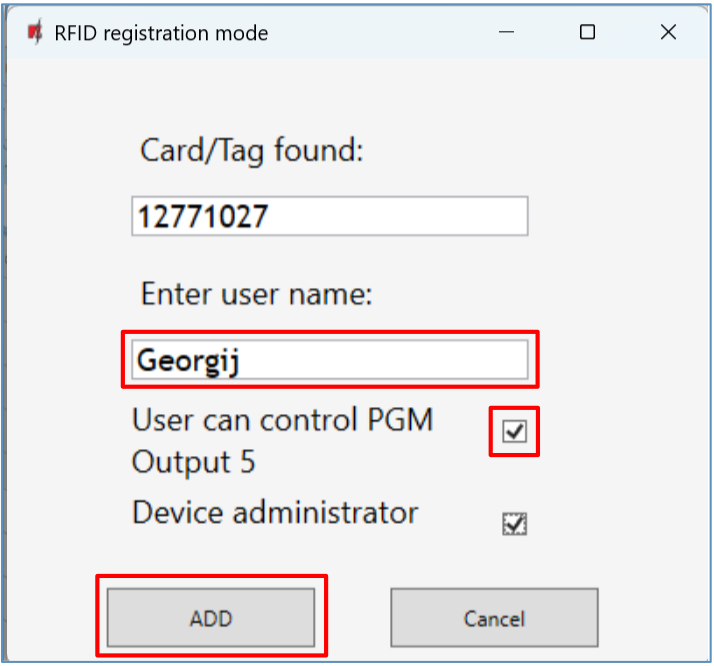 RFID registration mode
Card/Tag found:
12771027
Enter user name:
Georgij
User can control PGM
Output 5
Device administrator
ADD
Cancel